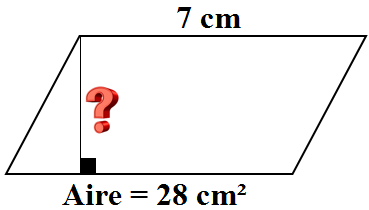 7 cm
?
Aire = 28 cm²